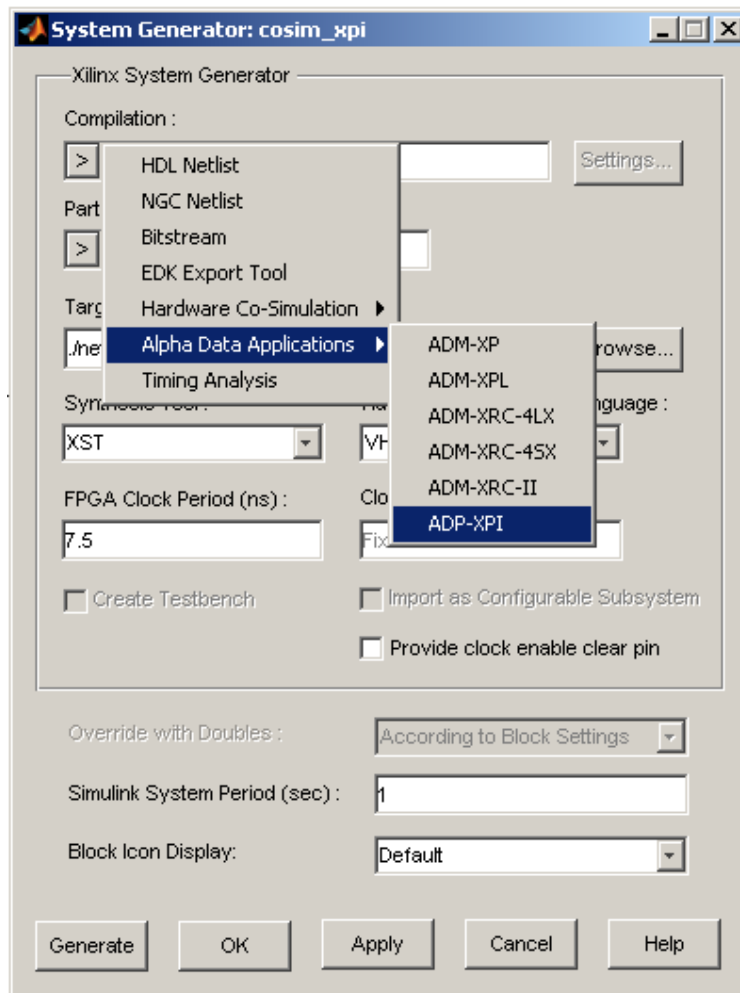 System Generator: cosim_xpi
Xilinx System Generator
Compilation :
> Settings...
HDL Netlist
NGC Netlist
Bitstream
EDK Export Tool
Hardware Co-Simulation
Alpha Data Applications
Timing Analysis
Part
>
ADM-XP
ADM-XPL
ADM-XRC-4LX
ADM-XRC-4SX
ADM-XRC-II
ADP-XPI
XST
FPGA Clock Period (ns) :
7.5
Fix
Create Testbench Import as Configurable Subsystem
Provide clock enable clear pin
Override with Doubles : According to Block Settings
Simulink System Period (sec) : 1
Block Icon Display: Default
Generate OK Apply Cancel Help